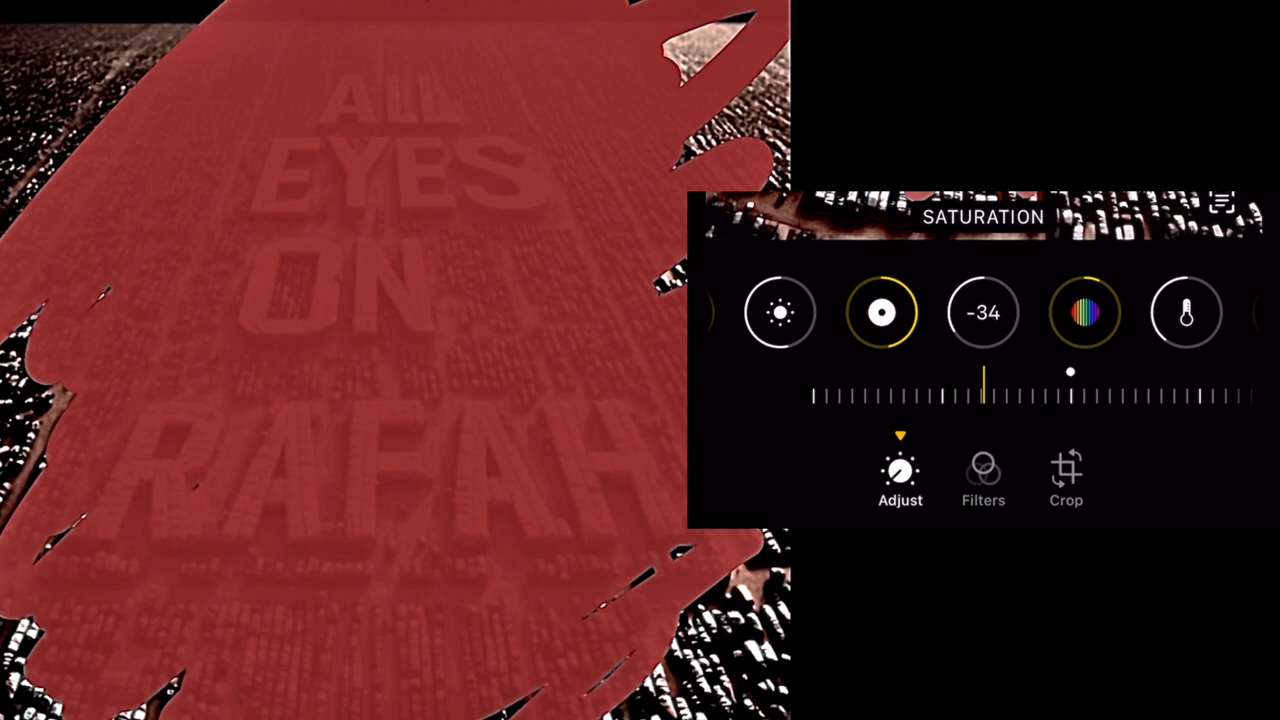 ALL
EYES
ON
RAFAH
SATURATION
-34
Adjust Filters Crop